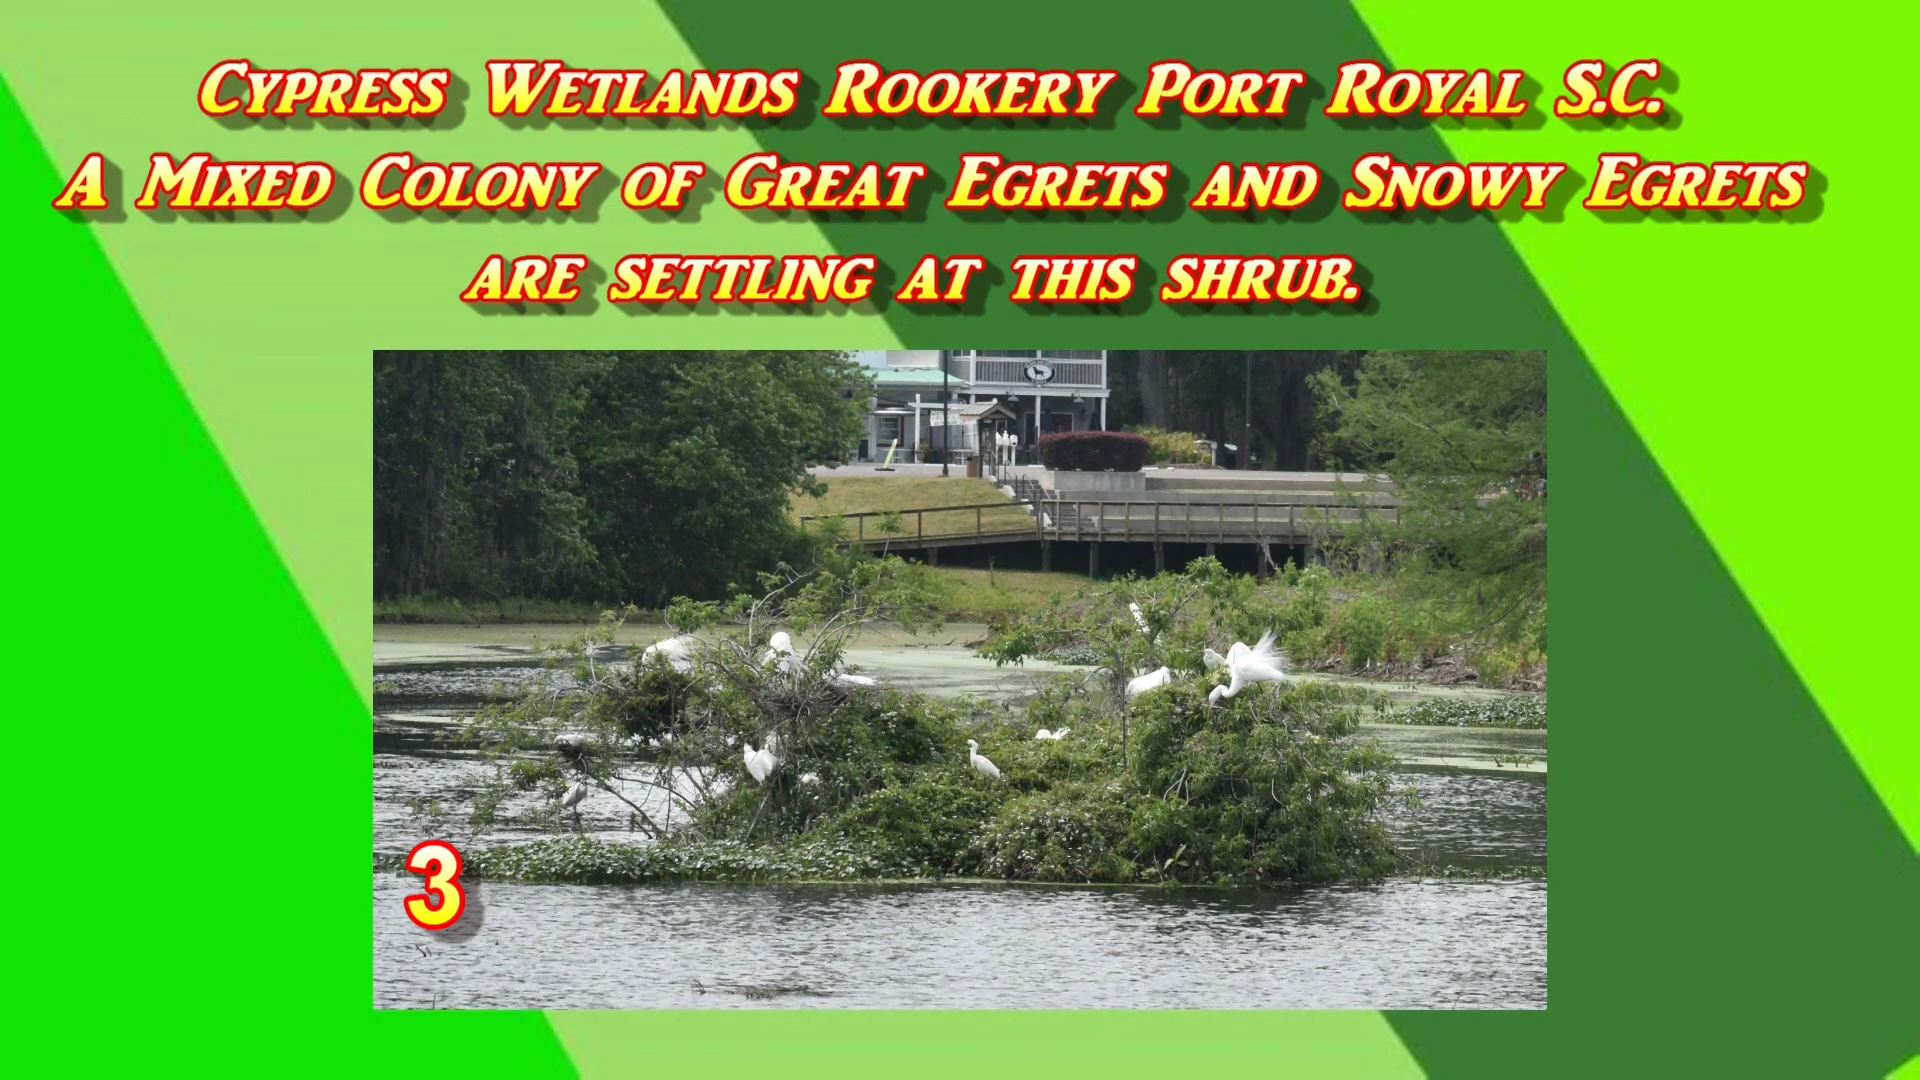 Cypress Wetlands Rookery Port Royal S.C.
A Mixed Colony of Great Egrets and Snowy Egrets
are settling at this shrub.
3